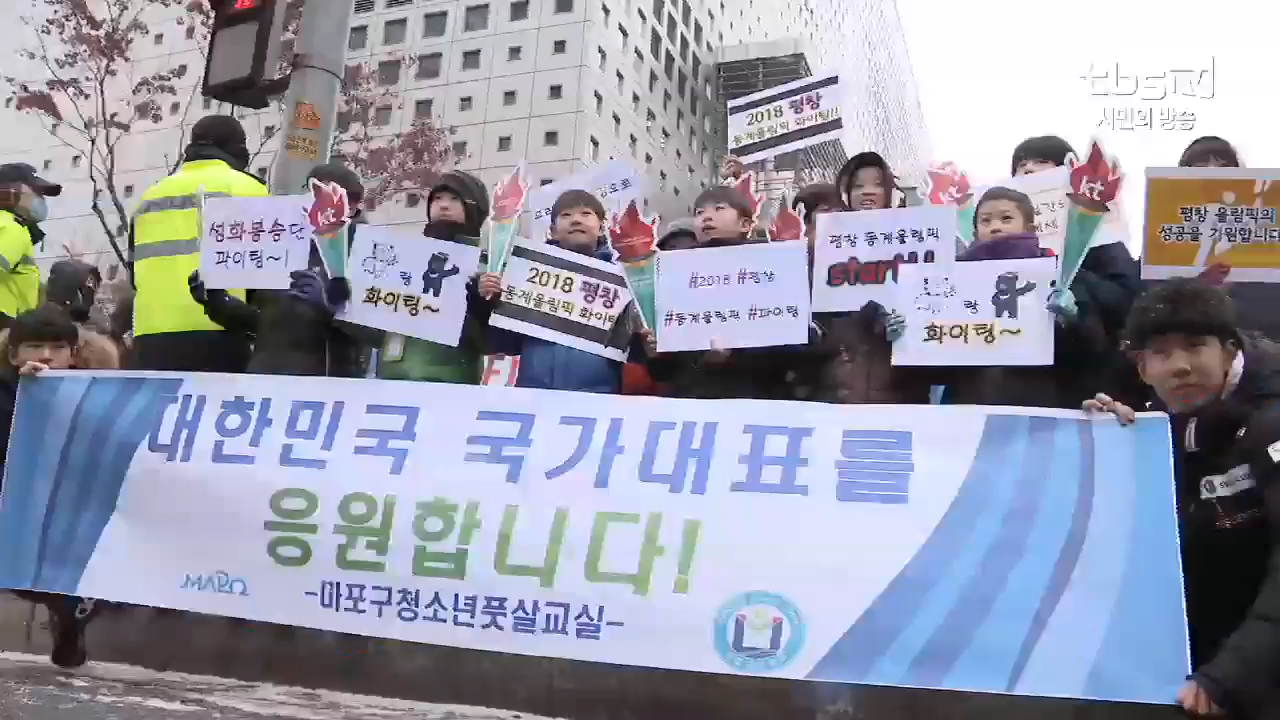 tbs TV
시민의 방송
2018 평창
동계올림픽 화이팅!!
성화봉송단
파이팅~!
kt
랑
화이팅~
2018 평창
동계올림픽 화이팅
#2018 #평창
#동계올림픽 #파이팅
평창 동계올림픽
start
랑
화이팅~
kt
kt
평창 올림픽의
성공을 기원합니다
대한민국 국가대표를
응원합니다!
MAPO
-마포구청소년풋살교실-